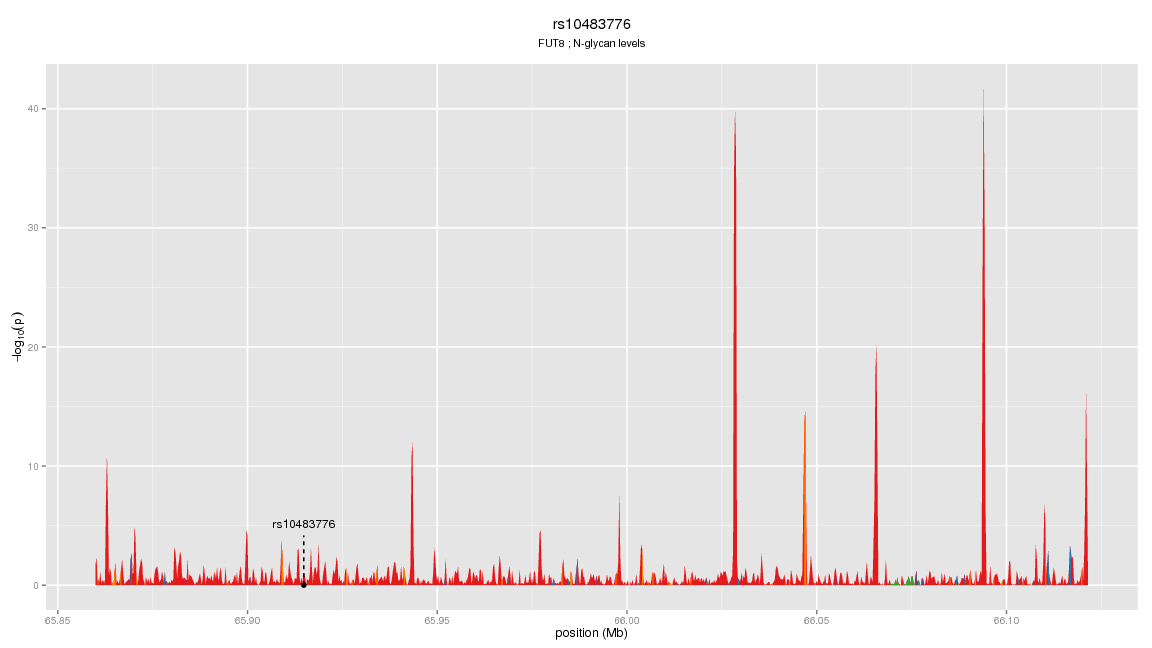 rs10483776
FUT8 ; N-glycan levels
40
30
20
10
0
−log10(p)
rs10483776
65.85 65.90 65.95 66.00 66.05 66.10
position (Mb)